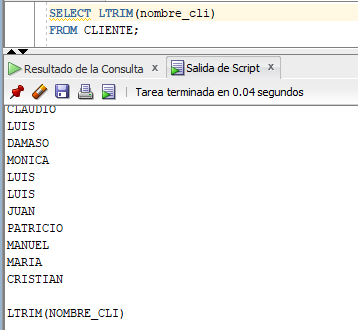 SELECT LTRIM(nombre_cli)
FROM CLIENTE;
Resultado de la Consulta x Salida de Script x
Tarea terminada en 0.04 segundos
CLAUDIO
LUIS
DAMASO
MONICA
LUIS
LUIS
JUAN
PATRICIO
MANUEL
MARIA
CRISTIAN
LTRIM(NOMBRE_CLI)